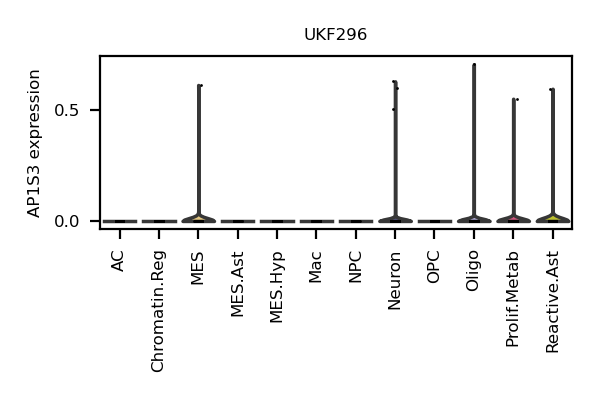 UKF296
AP1S3 expression
0.5
0.0
AC
Chromatin.Reg
MES
MES.Ast
MES.Hyp
Mac
NPC
Neuron
OPC
Oligo
Prolif.Metab
Reactive.Ast